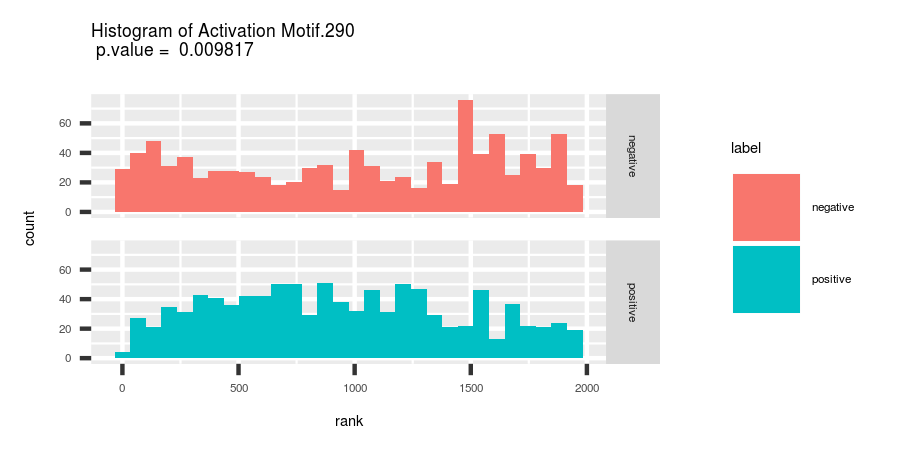 Histogram of Activation Motif.290
p.value = 0.009817
count
60
40
20
0
negative
60
40
20
0
positive
0
500
1000
1500
2000
rank
label
negative
positive